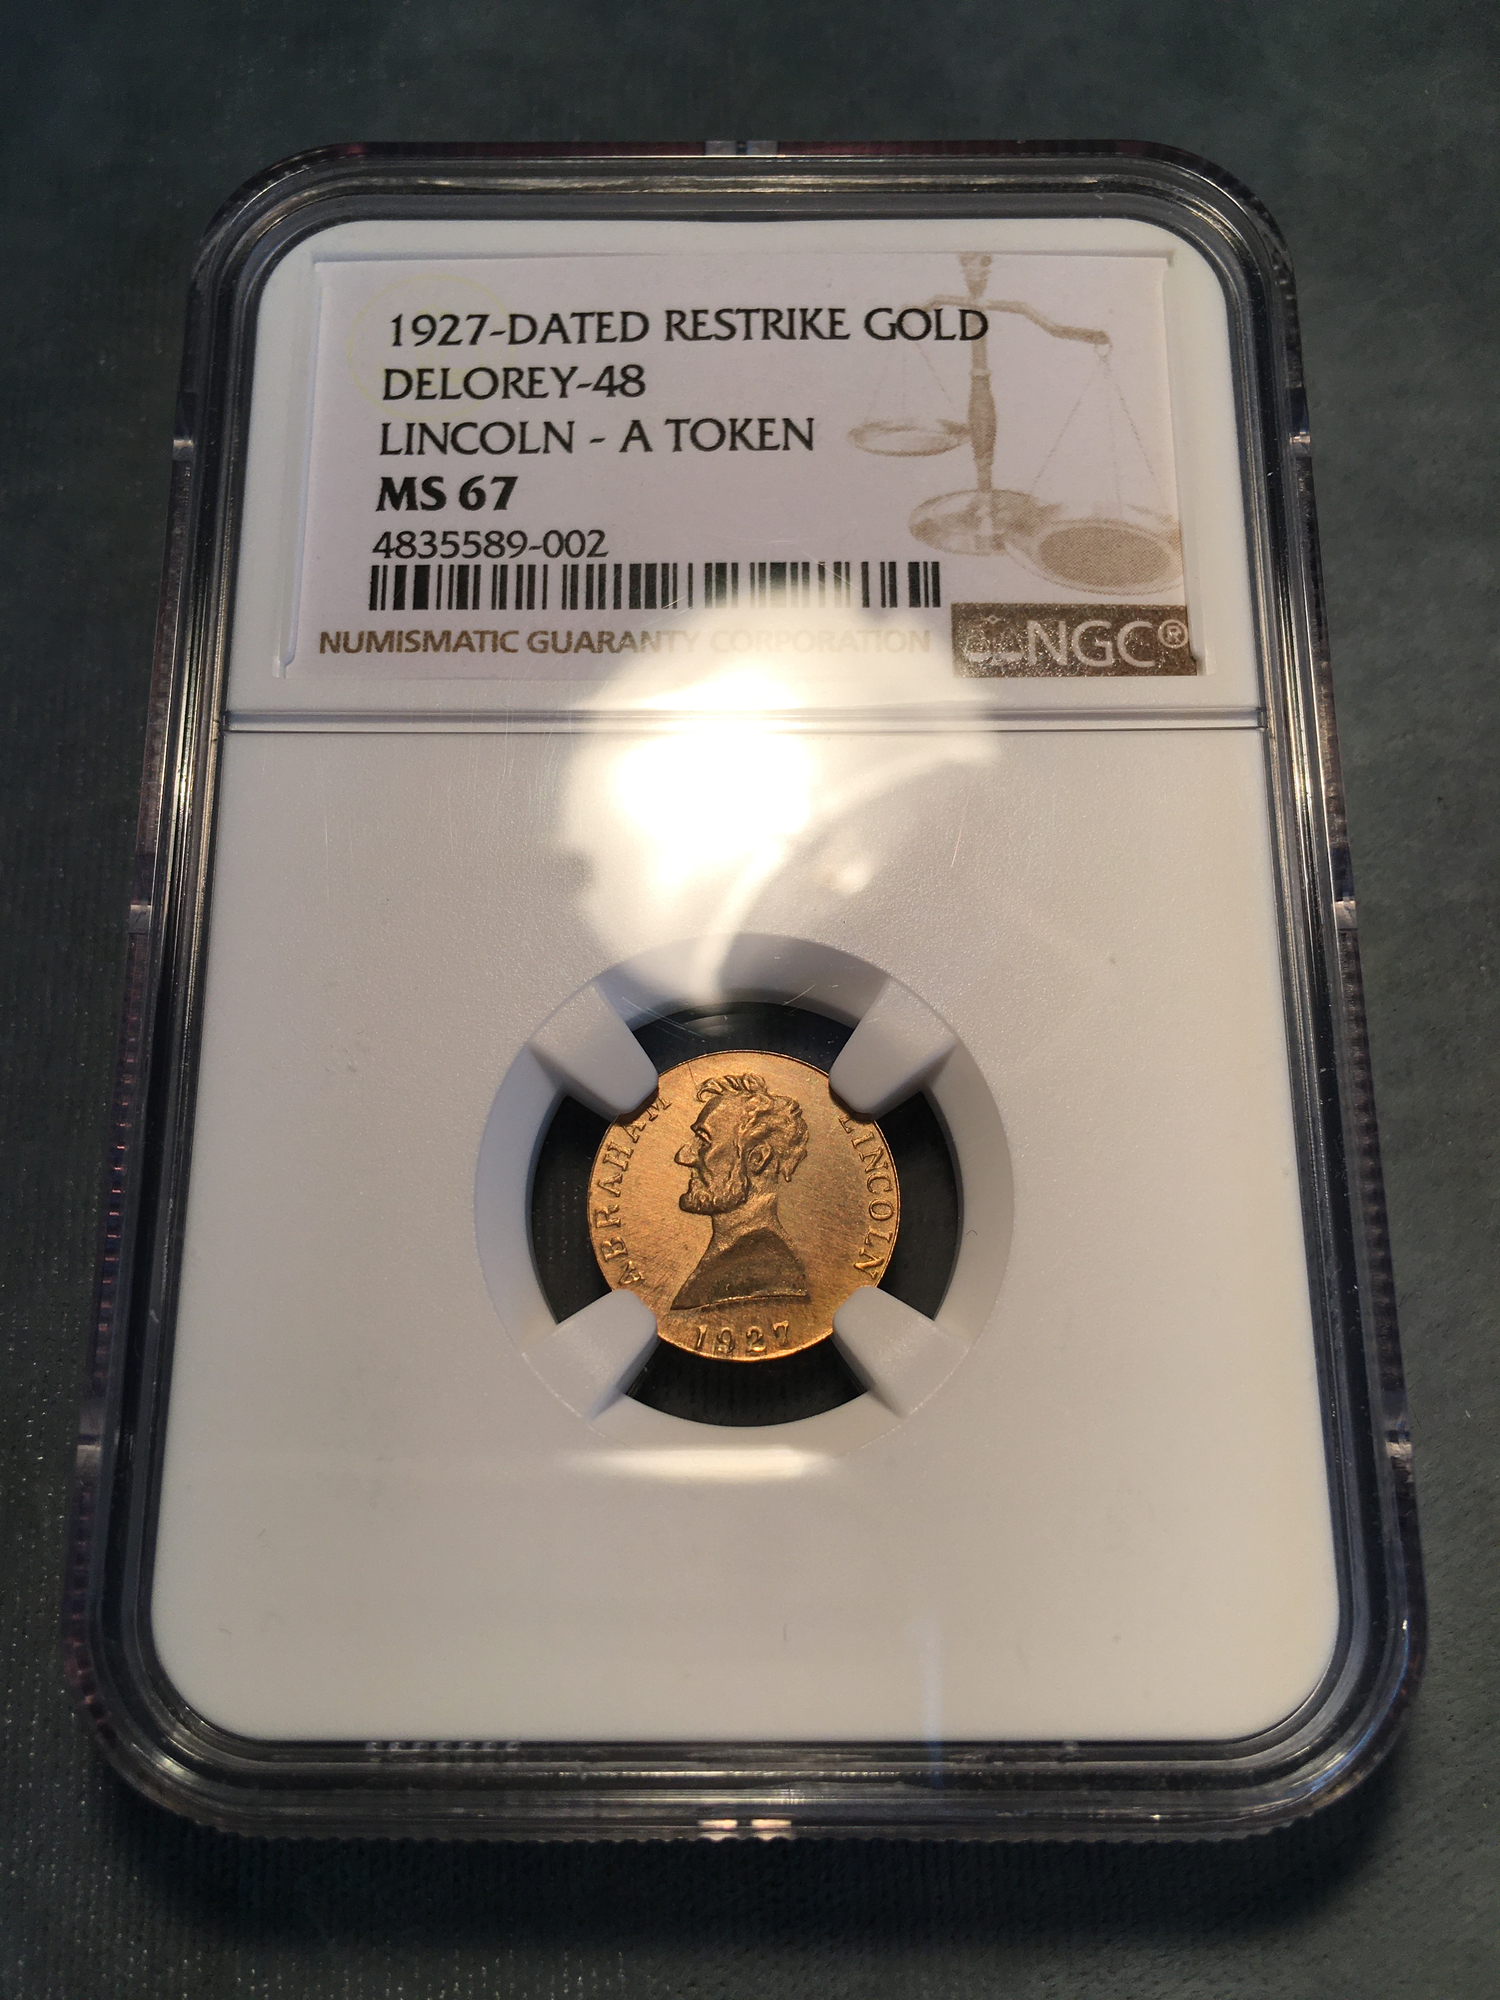 1927-DATED RESTRIKE GOLD
DELOREY-48
LINCOLN - A TOKEN
MS 67
4835589-002
NUMISMATIC GUARANTY CORPORATION
NGC®
ABRAHAM LINCOLN
1927